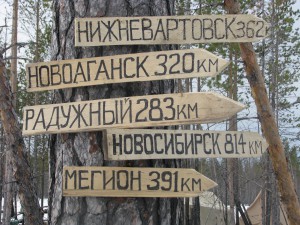 НИЖНЕВАРТОВСК 362
НОВОАГАНСК 320 КМ
РАДУЖНЫЙ 283 КМ
НОВОСИБИРСК 814 КМ
МЕГИОН 391 КМ